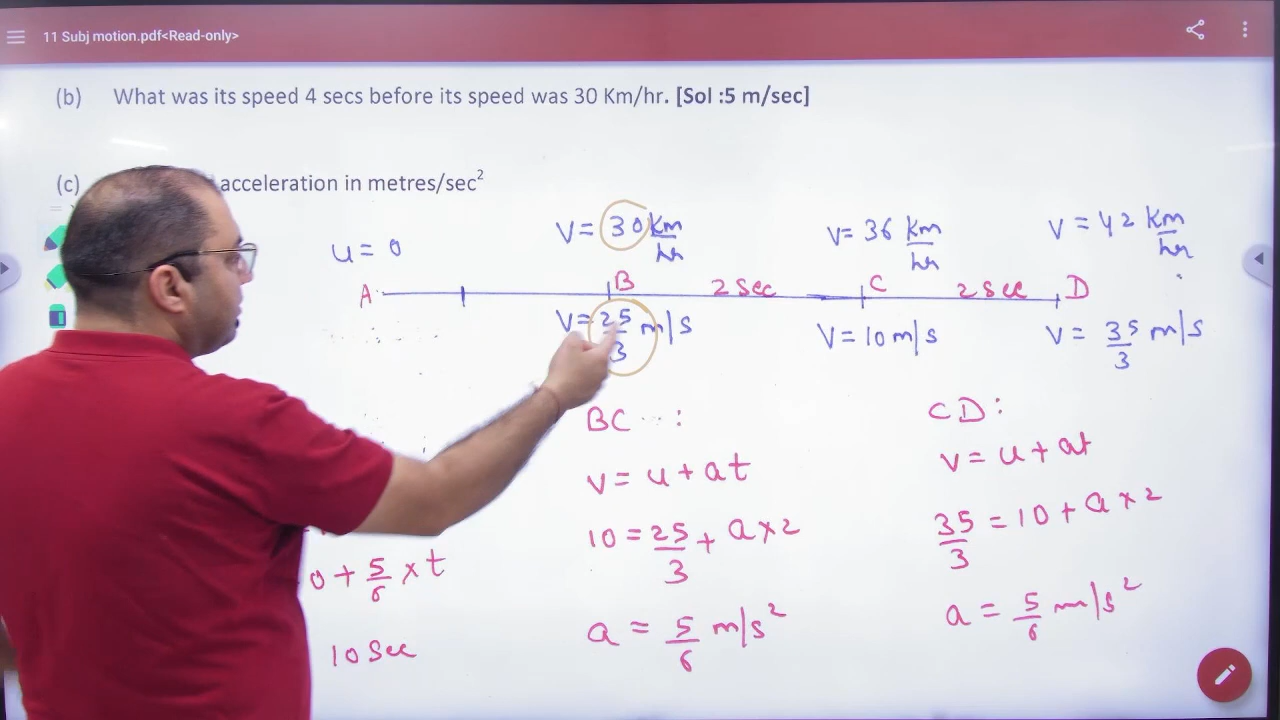 11 Subj motion.pdf<Read-only>
(b) What was its speed 4 secs before its speed was 30 Km/hr. [Sol :5 m/sec]
(c) acceleration in metres/sec²
u = 0
V = 30 Km/hr
V = 36 Km/hr
V = 42 Km/hr
A B 2 sec C 2 sec D
V = 25/3 m/s
V = 10 m/s
V = 35/3 m/s
BC :
v = u + at
10 = 25/3 + a x 2
a = 5/6 m/s²
CD :
v = u + at
35/3 = 10 + a x 2
a = 5/6 m/s²
0 + 5/6 x t
10 sec